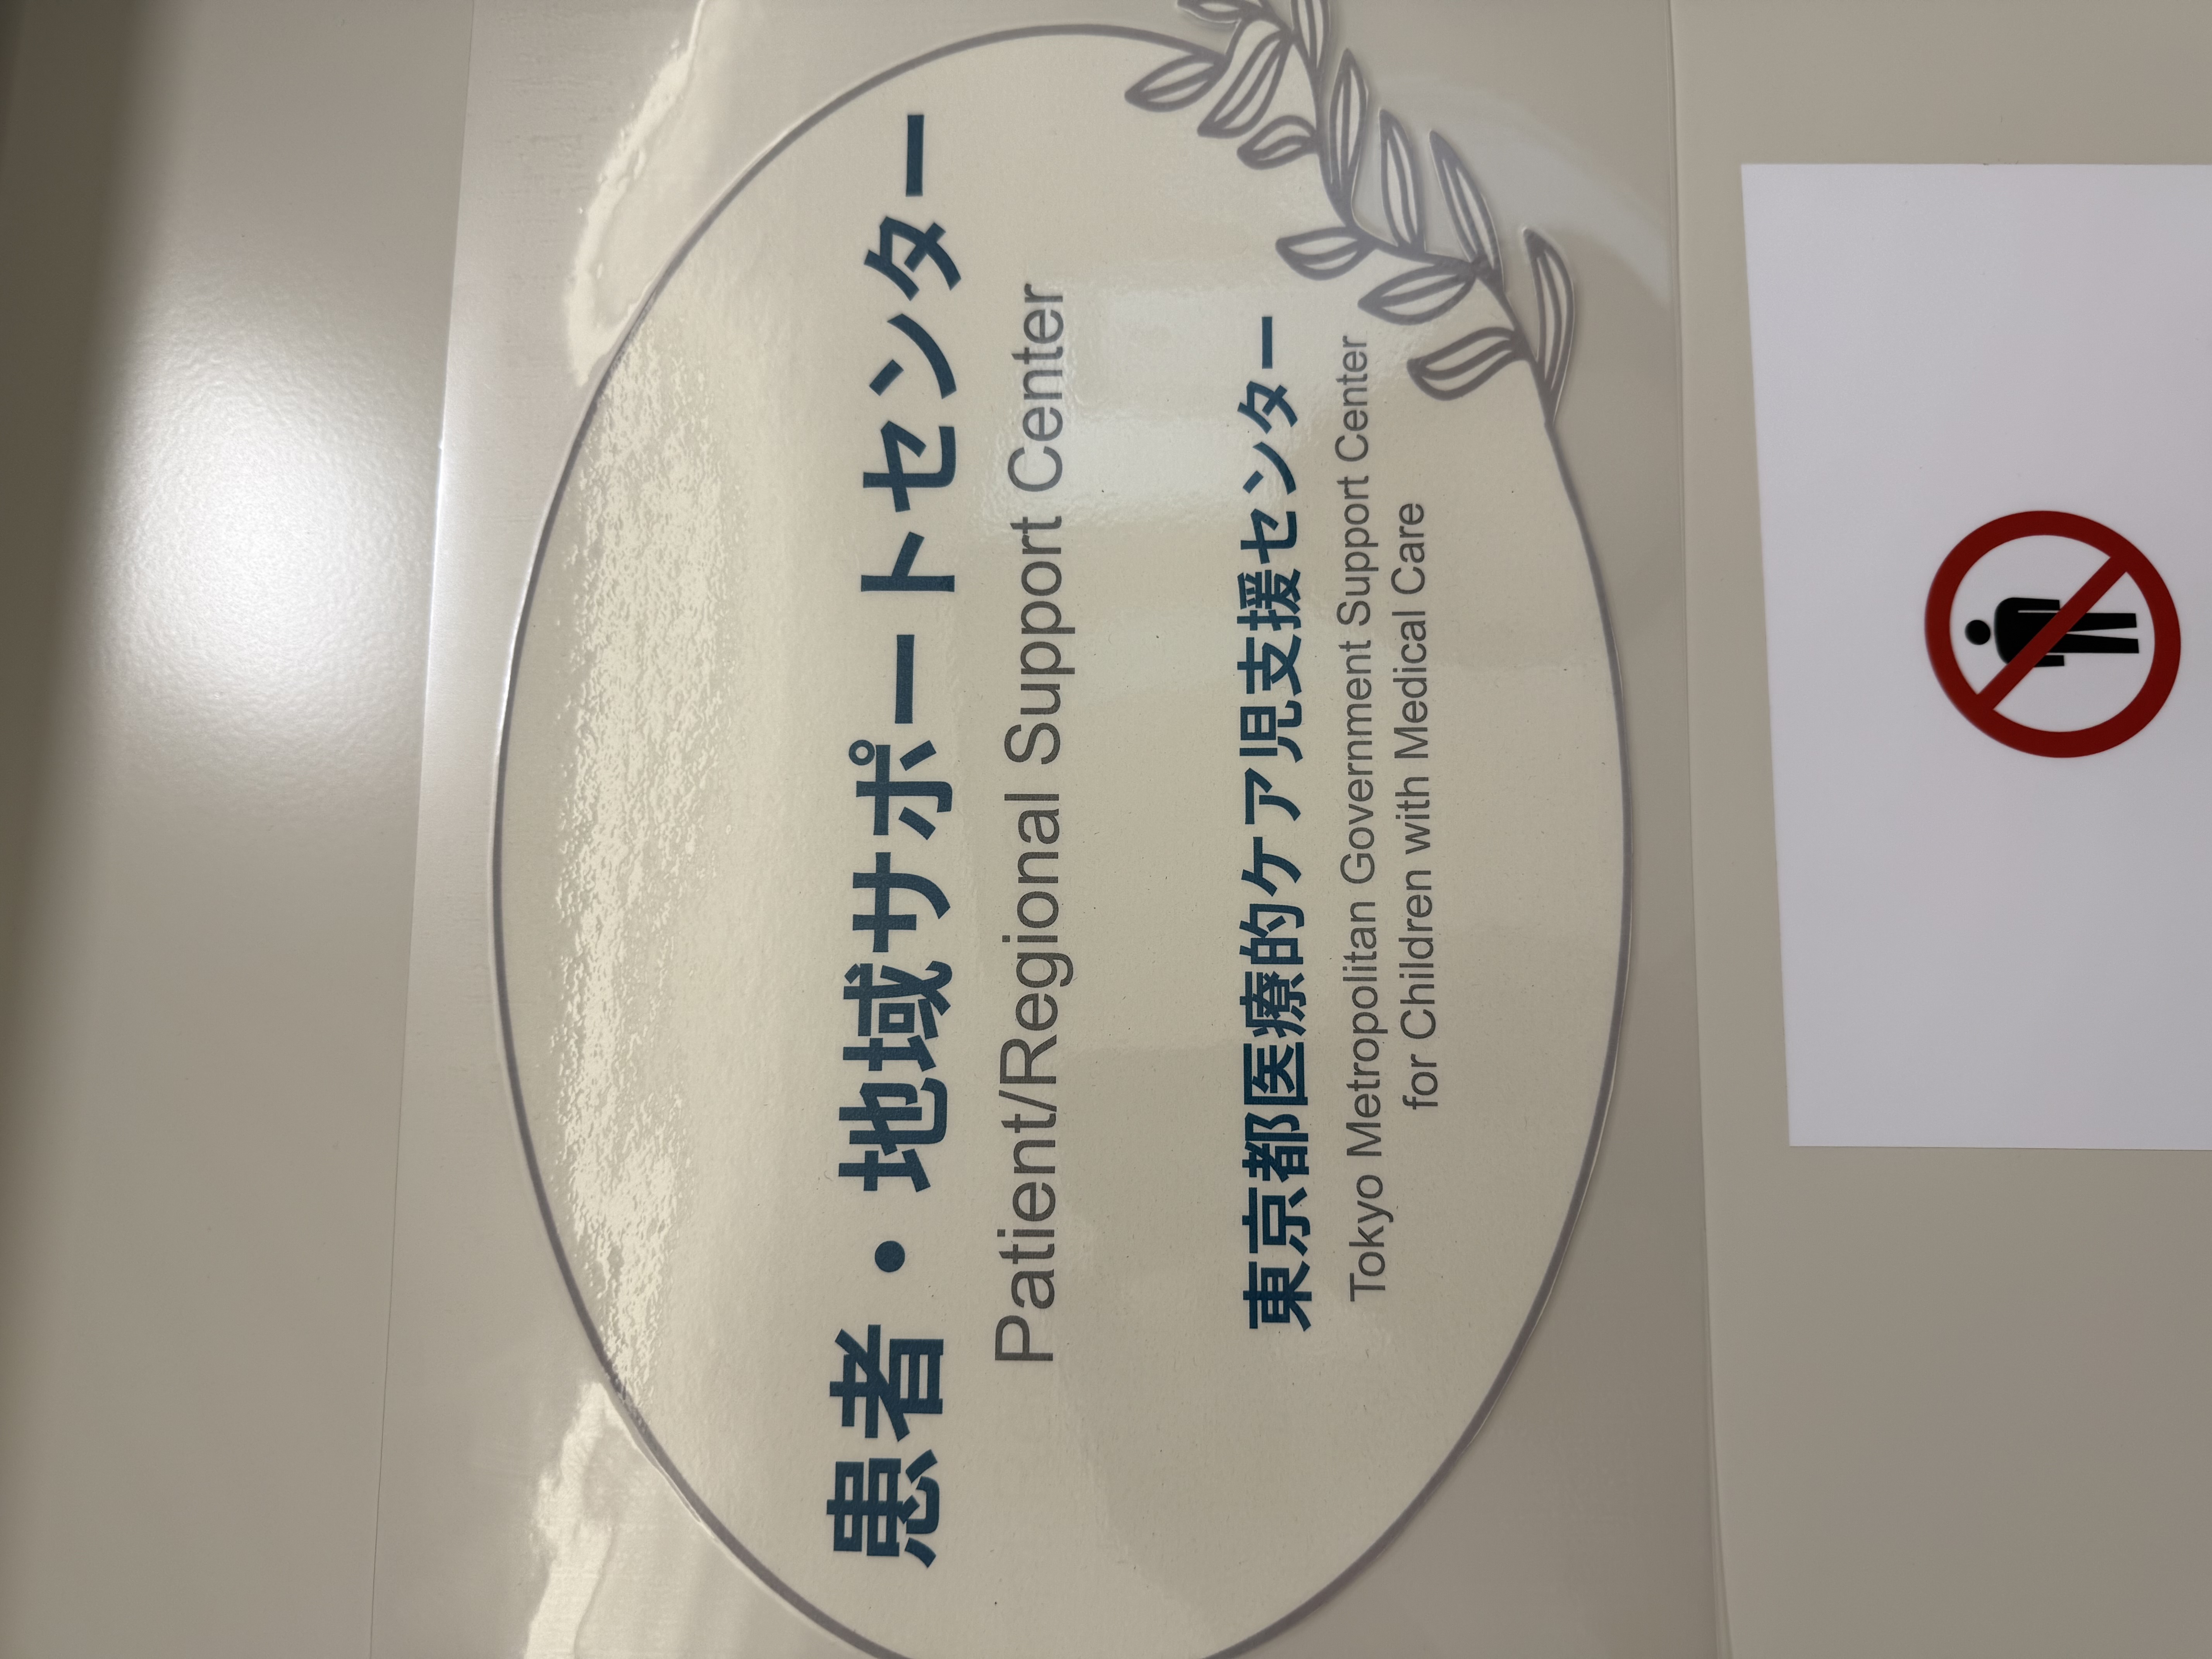 患者・地域サポートセンター
Patient/Regional Support Center
東京都医療的ケア児支援センター
Tokyo Metropolitan Government Support Center
for Children with Medical Care